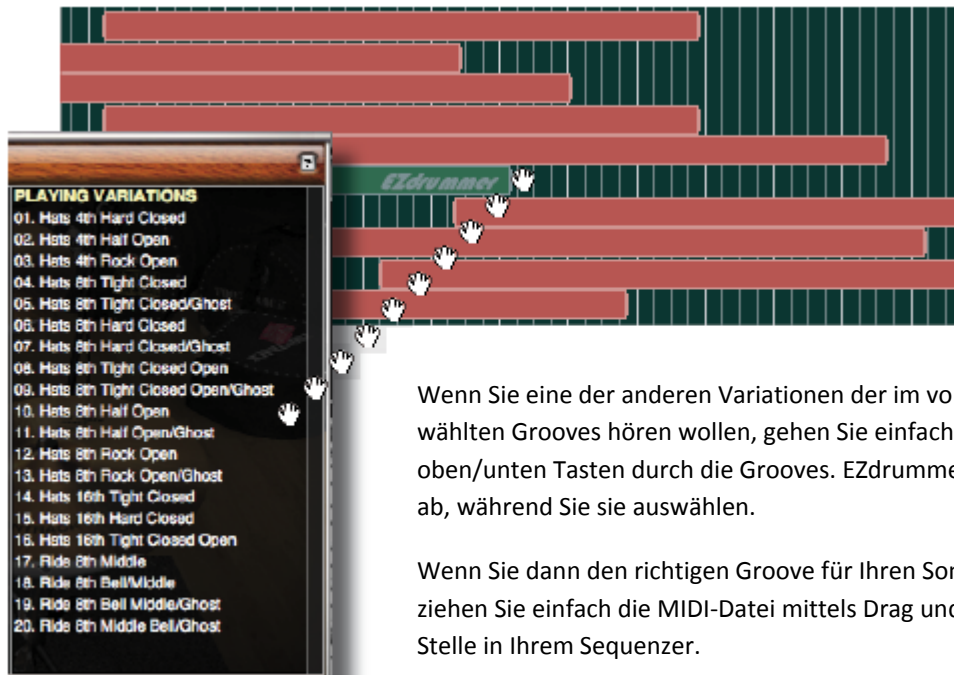 EZdrummer
PLAYING VARIATIONS
01. Hats 4th Hard Closed
02. Hats 4th Half Open
03. Hats 4th Rock Open
04. Hats 8th Tight Closed
05. Hats 8th Tight Closed/Ghost
06. Hats 8th Hard Closed
07. Hats 8th Hard Closed/Ghost
08. Hats 8th Tight Closed Open
09. Hats 8th Tight Closed Open/Ghost
10. Hats 8th Half Open
11. Hats 8th Half Open/Ghost
12. Hats 8th Rock Open
13. Hats 8th Rock Open/Ghost
14. Hats 16th Tight Closed
15. Hats 16th Hard Closed
16. Hats 16th Tight Closed Open
17. Ride 8th Middle
18. Ride 8th Bell/Middle
19. Ride 8th Bell Middle/Ghost
20. Ride 8th Middle Bell/Ghost
Wenn Sie eine der anderen Variationen der im vo
wählten Grooves hören wollen, gehen Sie einfach
oben/unten Tasten durch die Grooves. EZdrumme
ab, während Sie sie auswählen.
Wenn Sie dann den richtigen Groove für Ihren Son
ziehen Sie einfach die MIDI-Datei mittels Drag und
Stelle in Ihrem Sequenzer.